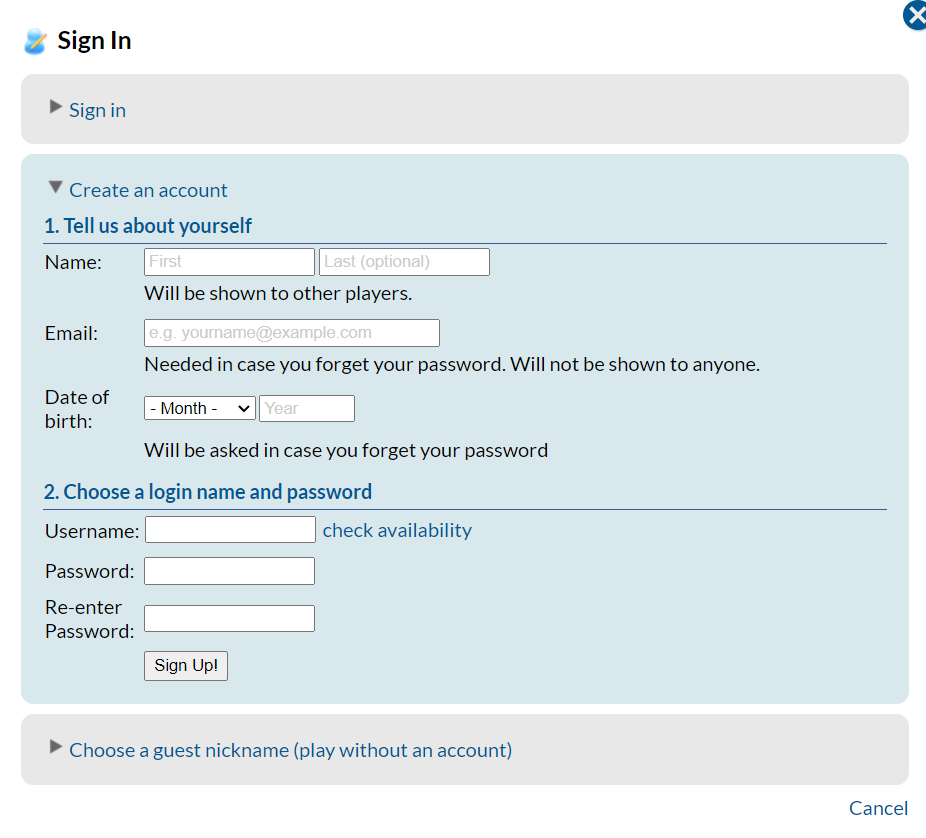 Sign In
Sign in
Create an account
1. Tell us about yourself
Name: First Last (optional)
Will be shown to other players.
Email: e.g. yourname@example.com
Needed in case you forget your password. Will not be shown to anyone.
Date of birth: - Month - Year
Will be asked in case you forget your password
2. Choose a login name and password
Username: check availability
Password:
Re-enter
Password:
Sign Up!
Choose a guest nickname (play without an account)
Cancel